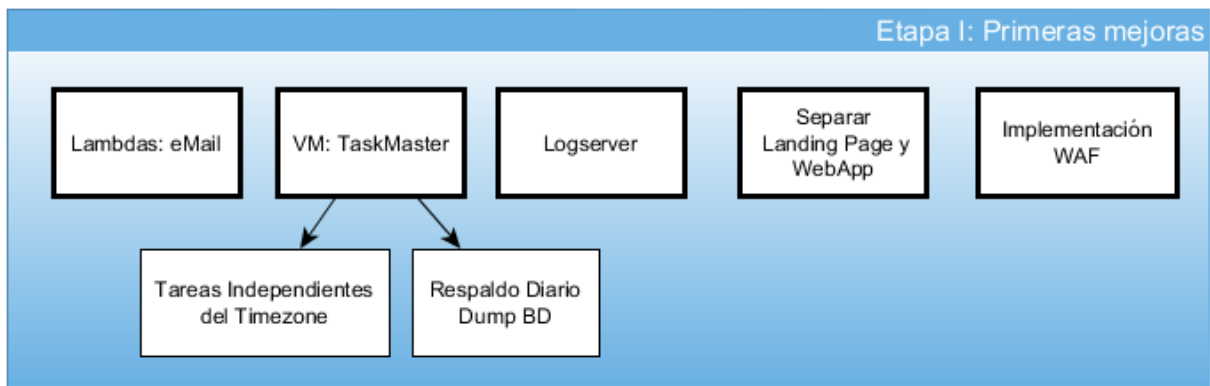 Etapa I: Primeras mejoras
Lambdas: eMail
VM: TaskMaster
Logserver
Separar
Landing Page y
WebApp
Implementación
WAF
Tareas Independientes
del Timezone
Respaldo Diario
Dump BD